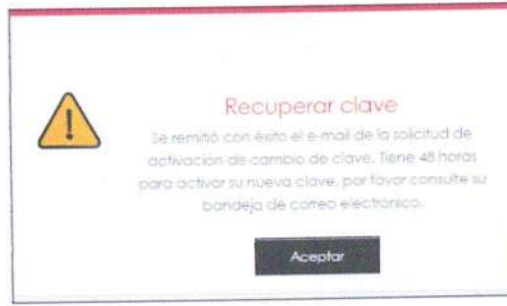 Recuperar clave
Se remitió con éxito el e-mail de la solicitud de
activación de cambio de clave. Tiene 48 horas
para activar su nueva clave, por favor consulte su
bandeja de correo electrónico.
Aceptar